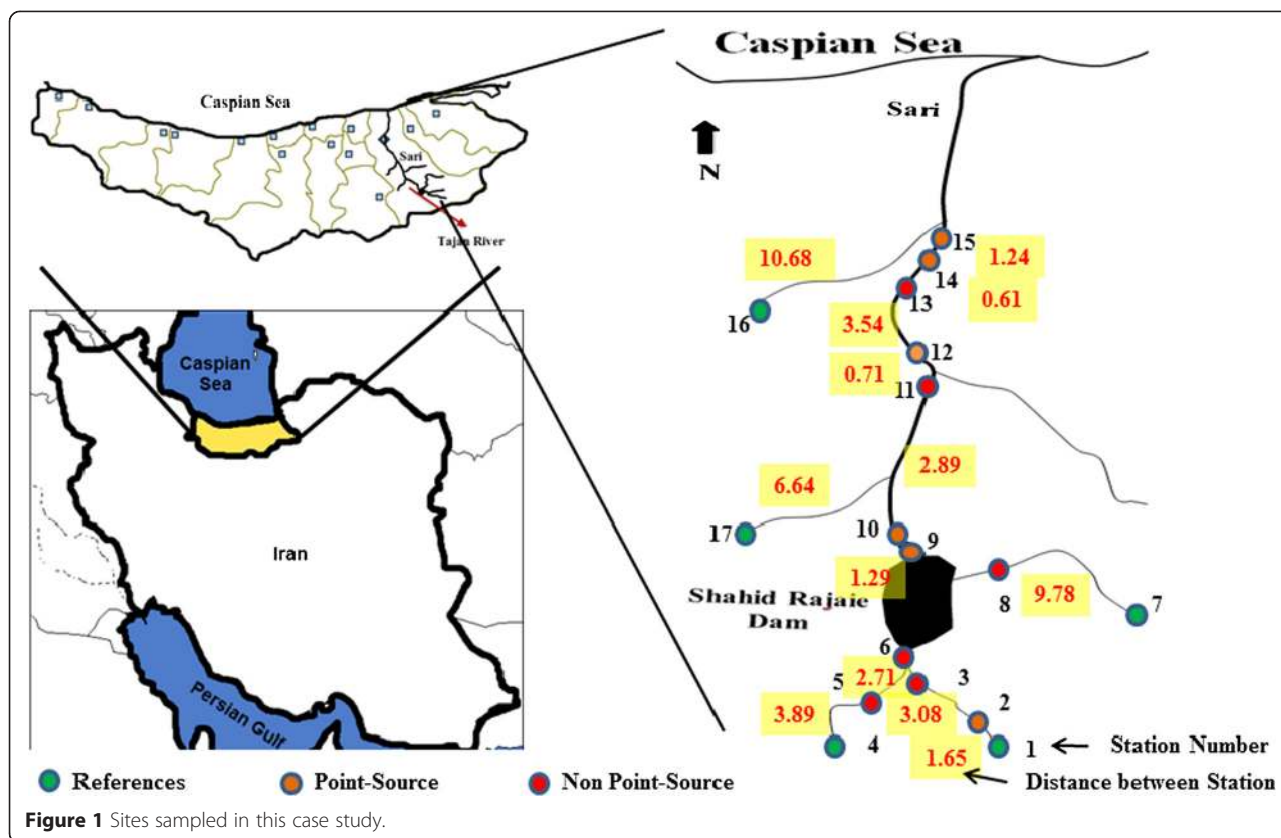 Caspian Sea
Sari
Tajan River
Caspian
Sea
Iran
Persian Gulf
Caspian Sea
Sari
N
15
10.68
1.24
14
13
0.61
16
3.54
12
0.71
11
2.89
6.64
17
10
9
1.29
Shahid Rajaie
Dam
8
9.78
7
6
2.71
3
5
3.89
3.08
2
4
1.65
1
Station Number
Distance between Station
References
Point-Source
Non Point-Source
Figure 1 Sites sampled in this case study.